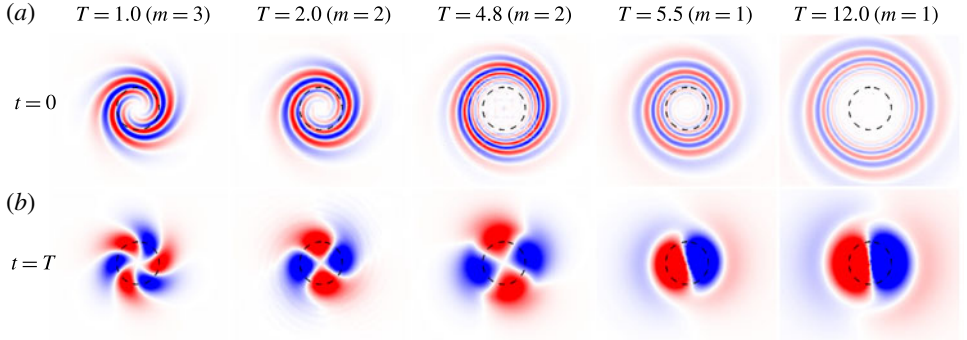 (a) T = 1.0 (m = 3) T = 2.0 (m = 2) T = 4.8 (m = 2) T = 5.5 (m = 1) T = 12.0 (m = 1)
t = 0
(b)
t = T